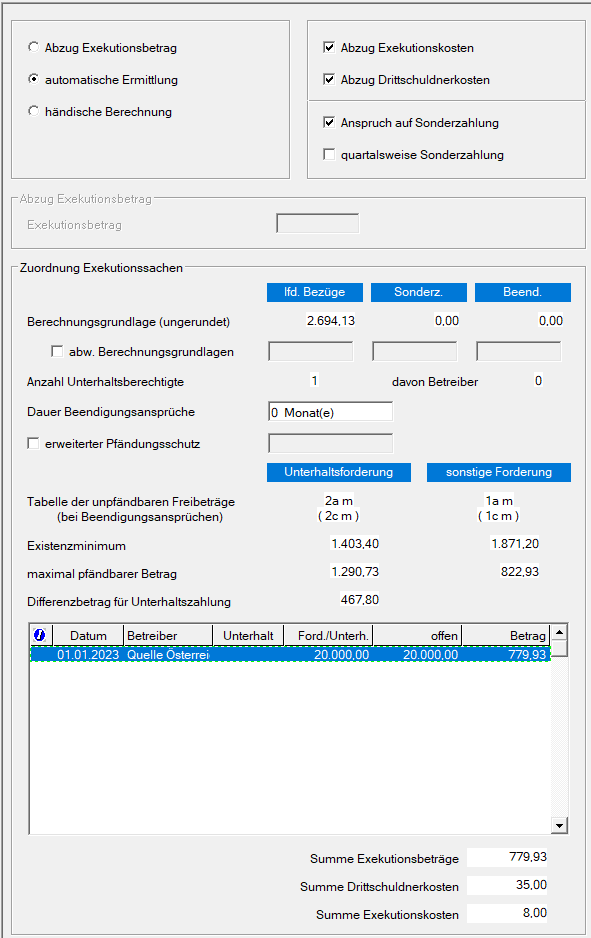 Abzug Exekutionsbetrag
automatische Ermittlung
händische Berechnung
Abzug Exekutionskosten
Abzug Drittschuldnerkosten
Anspruch auf Sonderzahlung
quartalsweise Sonderzahlung
Abzug Exekutionsbetrag
Exekutionsbetrag
Zuordnung Exekutionssachen
lfd. Bezüge Sonderz. Beend.
Berechnungsgrundlage (ungerundet) 2.694,13 0,00 0,00
abw. Berechnungsgrundlagen
Anzahl Unterhaltsberechtigte 1 davon Betreiber 0
Dauer Beendigungsansprüche 0 Monat(e)
erweiterter Pfändungsschutz
Unterhaltsforderung sonstige Forderung
Tabelle der unpfändbaren Freibeträge 2a m 1a m
(bei Beendigungsansprüchen) ( 2c m ) ( 1c m )
Existenzminimum 1.403,40 1.871,20
maximal pfändbarer Betrag 1.290,73 822,93
Differenzbetrag für Unterhaltszahlung 467,80
Datum Betreiber Unterhalt Ford./Unterh. offen Betrag
01.01.2023 Quelle Österrei 20.000,00 20.000,00 779,93
Summe Exekutionsbeträge 779,93
Summe Drittschuldnerkosten 35,00
Summe Exekutionskosten 8,00